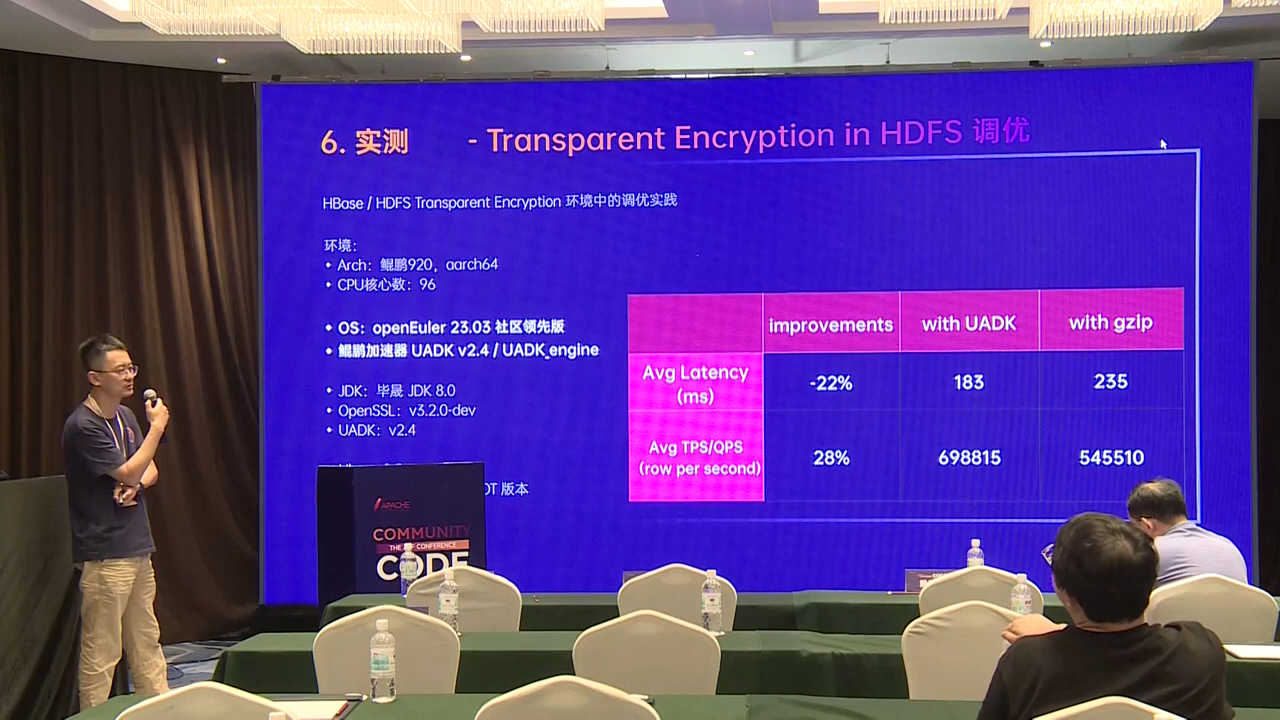 6. 实测 - Transparent Encryption in HDFS 调优
HBase / HDFS Transparent Encryption 环境中的调优实践
环境:
• Arch: 鲲鹏920, aarch64
• CPU核心数: 96
• OS: openEuler 23.03 社区领先版
• 鲲鹏加速器 UADK v2.4 / UADK_engine
• JDK: 毕昇 JDK 8.0
• OpenSSL: v3.2.0-dev
• UADK: v2.4
版本
improvements with UADK with gzip
Avg Latency
(ms)
-22% 183 235
Avg TPS/QPS
(row per second)
28% 698815 545510
APACHE
COMMUNITY
THE CONFERENCE
CODE